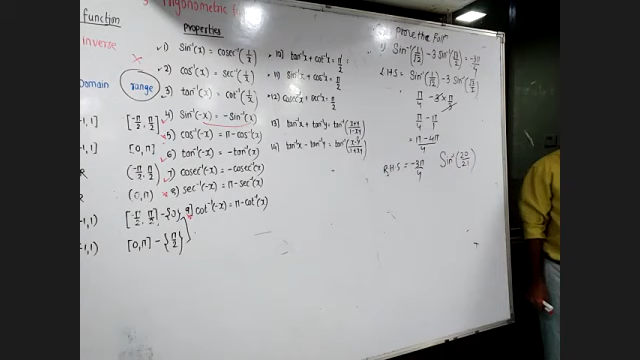 Trigonometric
function
Inverse
Domain
range
[-π/2, π/2]
[0, π]
(-π/2, π/2)
(0, π)
[-π/2, π/2] - {0}
[0, π] - {π/2}
properties
1) sin⁻¹(x) = cosec⁻¹(1/x)
2) cos⁻¹(x) = sec⁻¹(1/x)
3) tan⁻¹(x) = cot⁻¹(1/x)
4) sin⁻¹(-x) = -sin⁻¹(x)
5) cos⁻¹(-x) = π - cos⁻¹(x)
6) tan⁻¹(-x) = -tan⁻¹(x)
7) cosec⁻¹(-x) = -cosec⁻¹(x)
8) sec⁻¹(-x) = π - sec⁻¹(x)
9) cot⁻¹(-x) = π - cot⁻¹(x)
10) tan⁻¹x + cot⁻¹x = π/2
11) sin⁻¹x + cos⁻¹x = π/2
12) cosec⁻¹x + sec⁻¹x = π/2
13) tan⁻¹x + tan⁻¹y = tan⁻¹(x+y/1-xy)
14) tan⁻¹x - tan⁻¹y = tan⁻¹(x-y/1+xy)
Prove the
1) Sin⁻¹(1/√2) - 3 sin⁻¹(√3/2) = -3π/4
LHS = Sin⁻¹(1/√2) - 3 sin⁻¹(√3/2)
π/4 - 3 × π/3
π/4 - π
= π - 4π/4
R.H.S = -3π/4
Sin⁻¹(20/21)